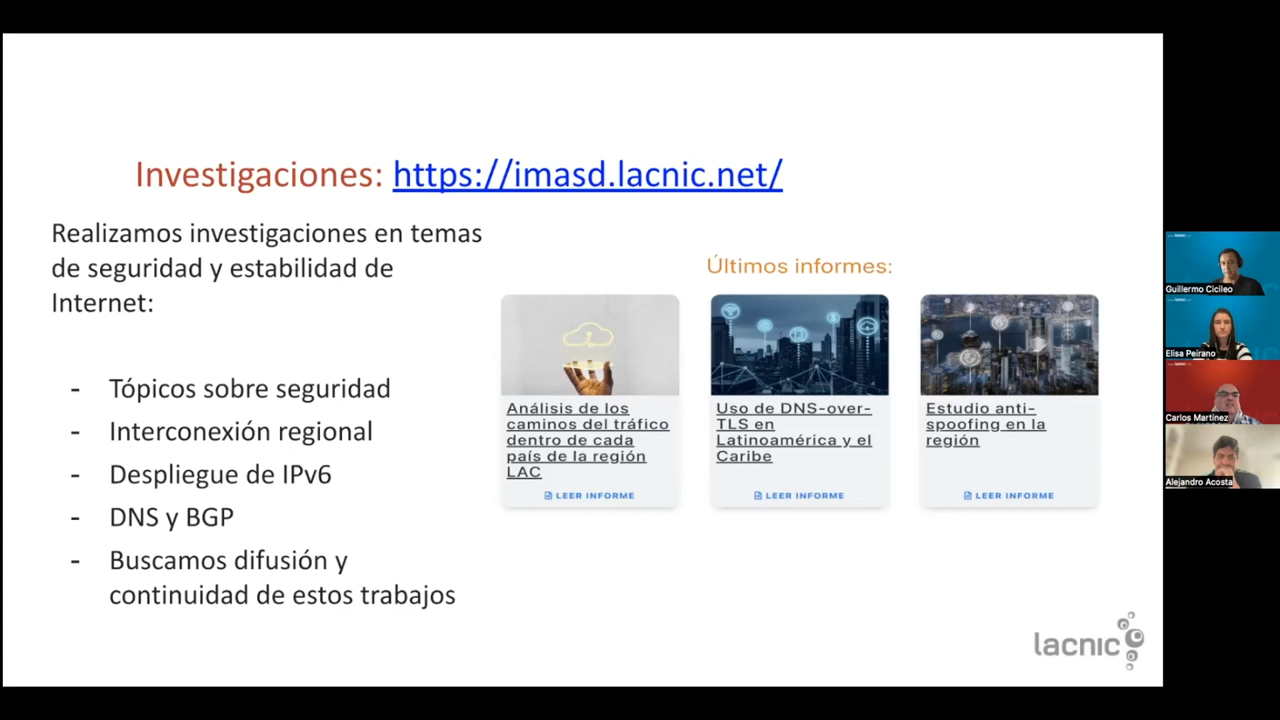 Investigaciones: https://imasd.lacnic.net/
Realizamos investigaciones en temas
de seguridad y estabilidad de
Internet:
- Tópicos sobre seguridad
- Interconexión regional
- Despliegue de IPv6
- DNS y BGP
- Buscamos difusión y
continuidad de estos trabajos
Últimos informes:
Análisis de los
caminos del tráfico
dentro de cada
país de la región
LAC
LEER INFORME
Uso de DNS-over-
TLS en
Latinoamérica y el
Caribe
LEER INFORME
Estudio anti-
spoofing en la
región
LEER INFORME
lacnic
Guillermo Cicileo
Elisa Peirano
Carlos Martinez
Alejandro Acosta